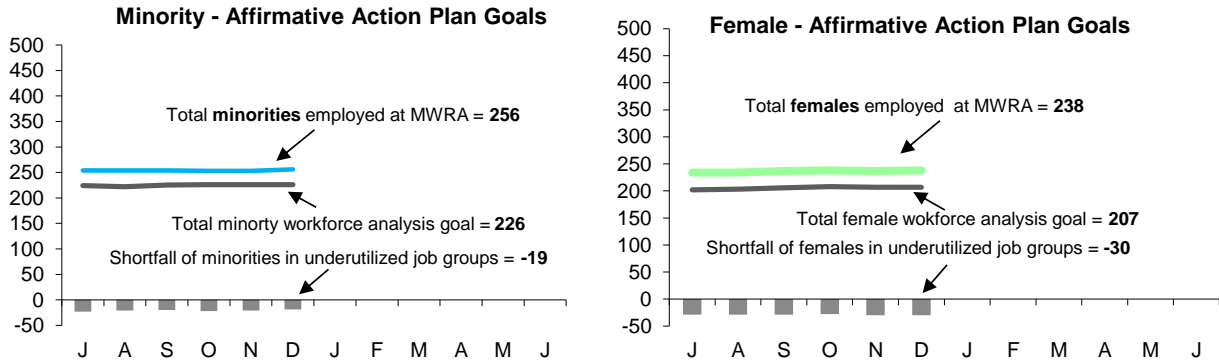 Minority - Affirmative Action Plan Goals
500
450
400
350
300
250
200
150
100
50
0
-50
Total minorities employed at MWRA = 256
Total minorty workforce analysis goal = 226
Shortfall of minorities in underutilized job groups = -19
J A S O N D J F M A M J
Female - Affirmative Action Plan Goals
500
450
400
350
300
250
200
150
100
50
0
-50
Total females employed at MWRA = 238
Total female wokforce analysis goal = 207
Shortfall of females in underutilized job groups = -30
J A S O N D J F M A M J